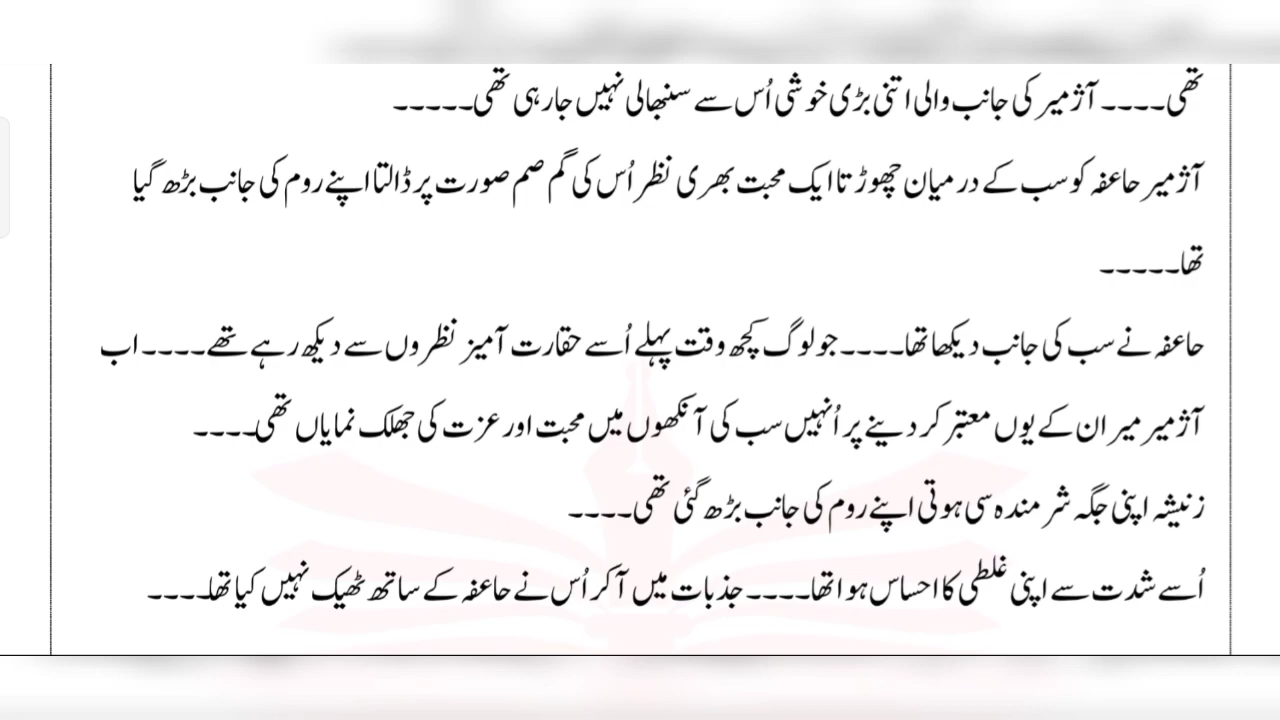 تھی۔۔۔۔ آژمیر کی جانب والی اتنی بڑی خوشی اُس سے سنبھالی نہیں جارہی تھی۔۔۔۔۔
آژمیر حاعفہ کو سب کے درمیان چھوڑتا ایک محبت بھری نظر اُس کی گم صم صورت پر ڈالتا اپنے روم کی جانب بڑھ گیا
تھا۔۔۔۔۔
حاعفہ نے سب کی جانب دیکھا تھا۔۔۔۔ جو لوگ کچھ وقت پہلے اُسے حقارت آمیز نظروں سے دیکھ رہے تھے۔۔۔۔ اب
آژمیر میران کے یوں معتبر کر دینے پر اُنہیں سب کی آنکھوں میں محبت اور عزت کی جھلک نمایاں تھی۔۔۔۔
زنیشہ اپنی جگہ شرمندہ سی ہوتی اپنے روم کی جانب بڑھ گئی تھی۔۔۔۔
اُسے شدت سے اپنی غلطی کا احساس ہوا تھا۔۔۔۔ جذبات میں آکر اُس نے حاعفہ کے ساتھ ٹھیک نہیں کیا تھا۔۔۔۔